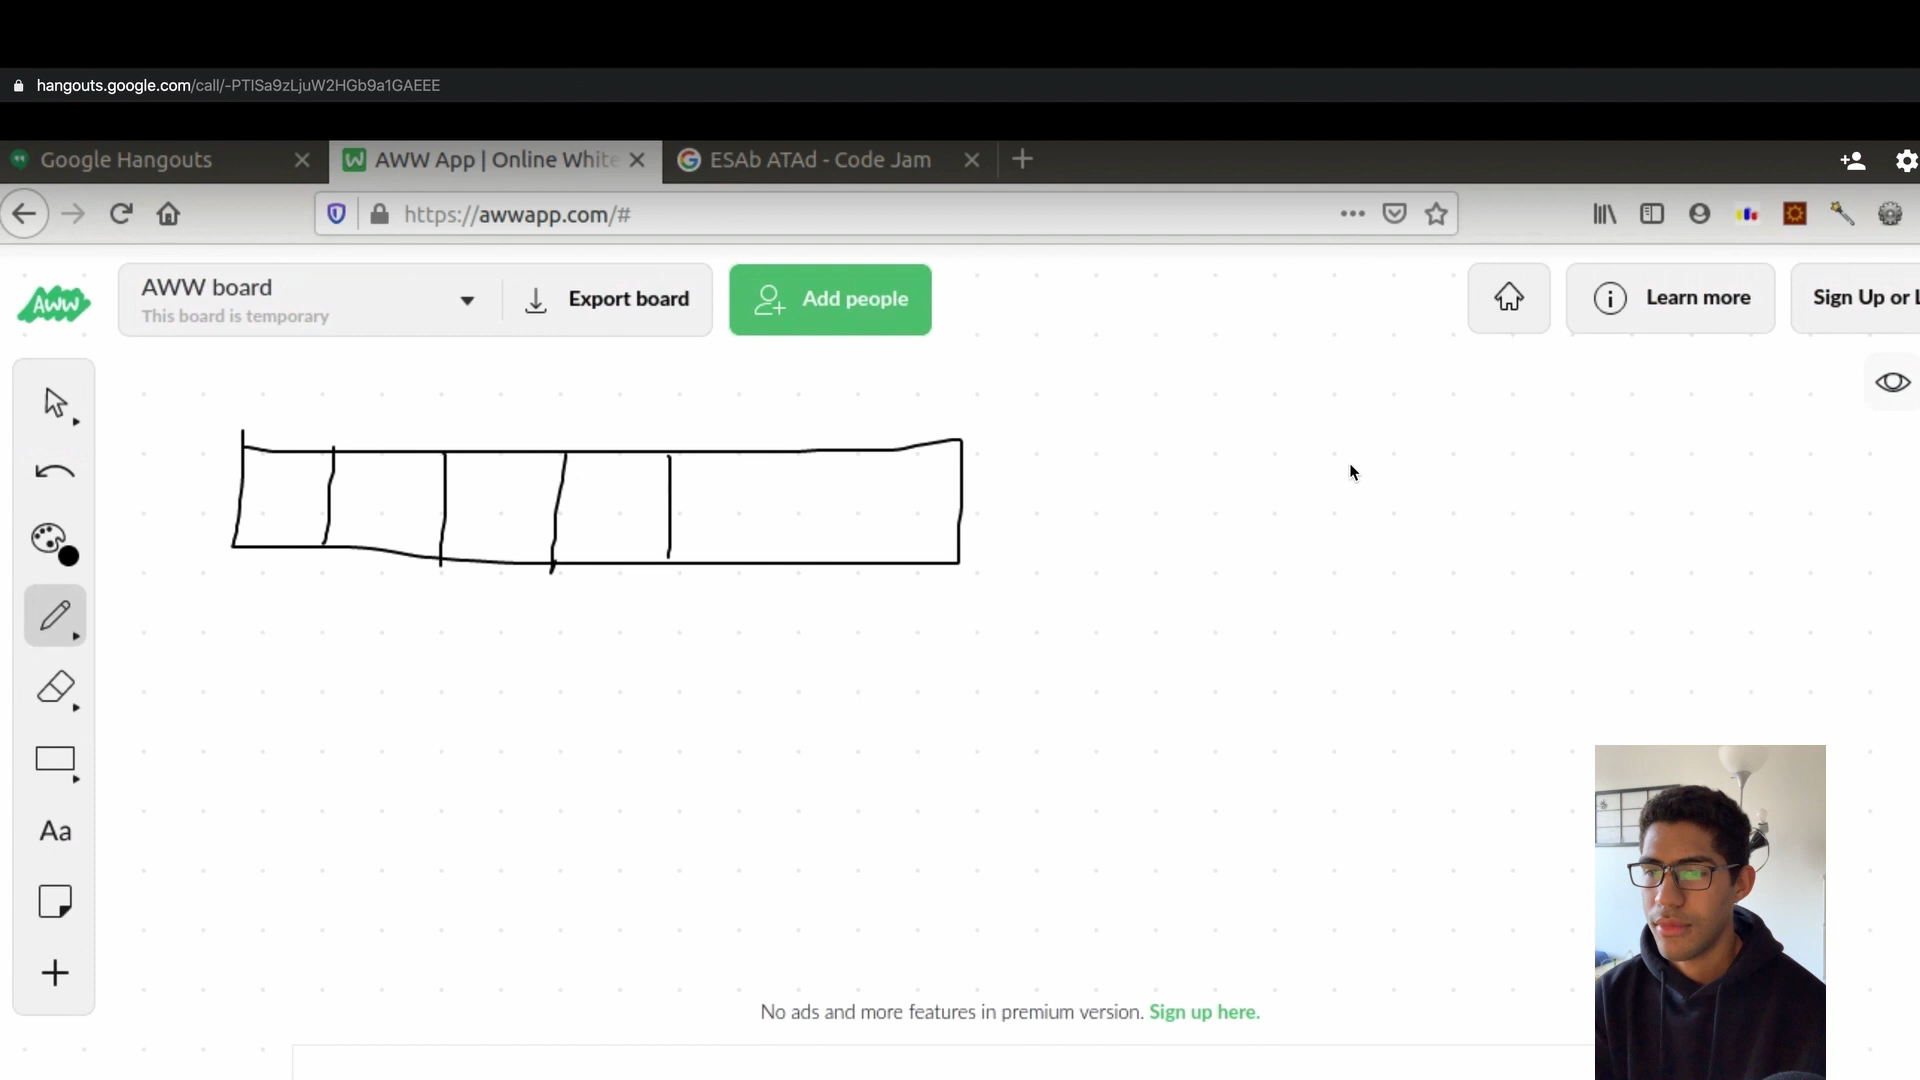 hangouts.google.com/call/-PTISa9zLjuW2HGb9a1GAEEE
Google Hangouts
AWW App | Online White
ESAb ATAd - Code Jam
https://awwapp.com/#
AWW
AWW board
This board is temporary
Export board
Add people
Learn more
Sign Up or L
Aa
No ads and more features in premium version. Sign up here.